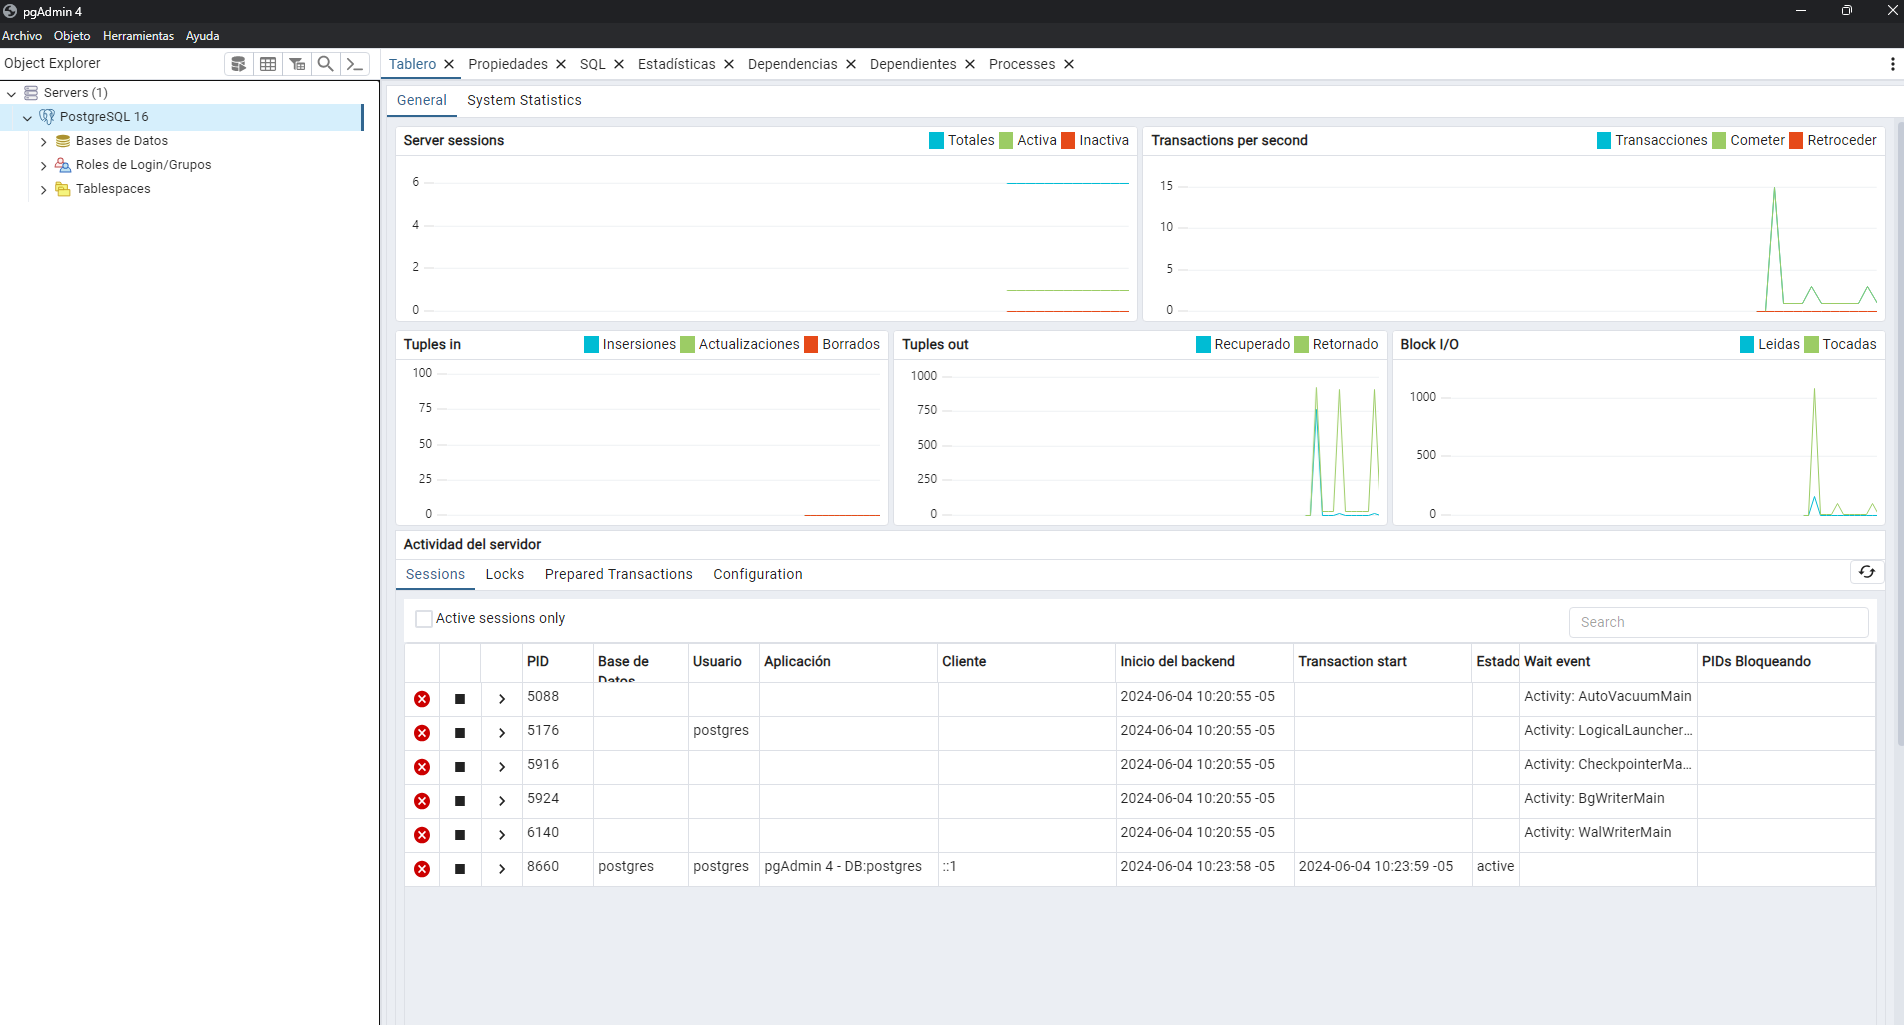 pgAdmin 4
Archivo Objeto Herramientas Ayuda
Object Explorer
Servers (1)
PostgreSQL 16
Bases de Datos
Roles de Login/Grupos
Tablespaces
Tablero Propiedades SQL Estadísticas Dependencias Dependientes Processes
General System Statistics
Server sessions Totales Activa Inactiva
6
4
2
0
Transactions per second Transacciones Cometer Retroceder
15
10
5
0
Tuples in Insersiones Actualizaciones Borrados
100
75
50
25
0
Tuples out Recuperado Retornado
1000
750
500
250
0
Block I/O Leidas Tocadas
1000
500
0
Actividad del servidor
Sessions Locks Prepared Transactions Configuration
Active sessions only Search
PID Base de Datos Usuario Aplicación Cliente Inicio del backend Transaction start Estado Wait event PIDs Bloqueando
5088 2024-06-04 10:20:55 -05 Activity: AutoVacuumMain
5176 postgres 2024-06-04 10:20:55 -05 Activity: LogicalLauncher...
5916 2024-06-04 10:20:55 -05 Activity: CheckpointerMa...
5924 2024-06-04 10:20:55 -05 Activity: BgWriterMain
6140 2024-06-04 10:20:55 -05 Activity: WalWriterMain
8660 postgres postgres pgAdmin 4 - DB:postgres ::1 2024-06-04 10:23:58 -05 2024-06-04 10:23:59 -05 active